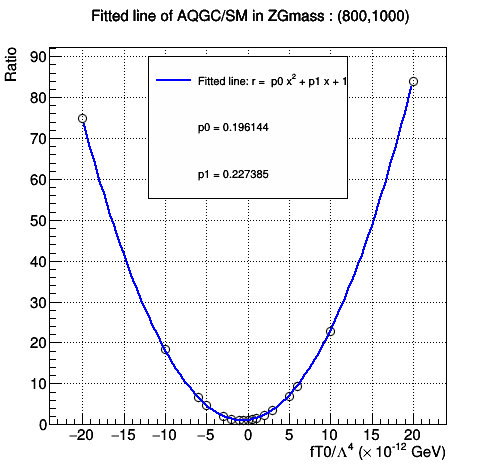 Fitted line of AQGC/SM in ZGmass : (800,1000)
Ratio
90
80
70
60
50
40
30
20
10
0
Fitted line: r = p0 x² + p1 x + 1
p0 = 0.196144
p1 = 0.227385
−20 −15 −10 −5 0 5 10 15 20
fT0/Λ⁴ (× 10⁻¹² GeV)